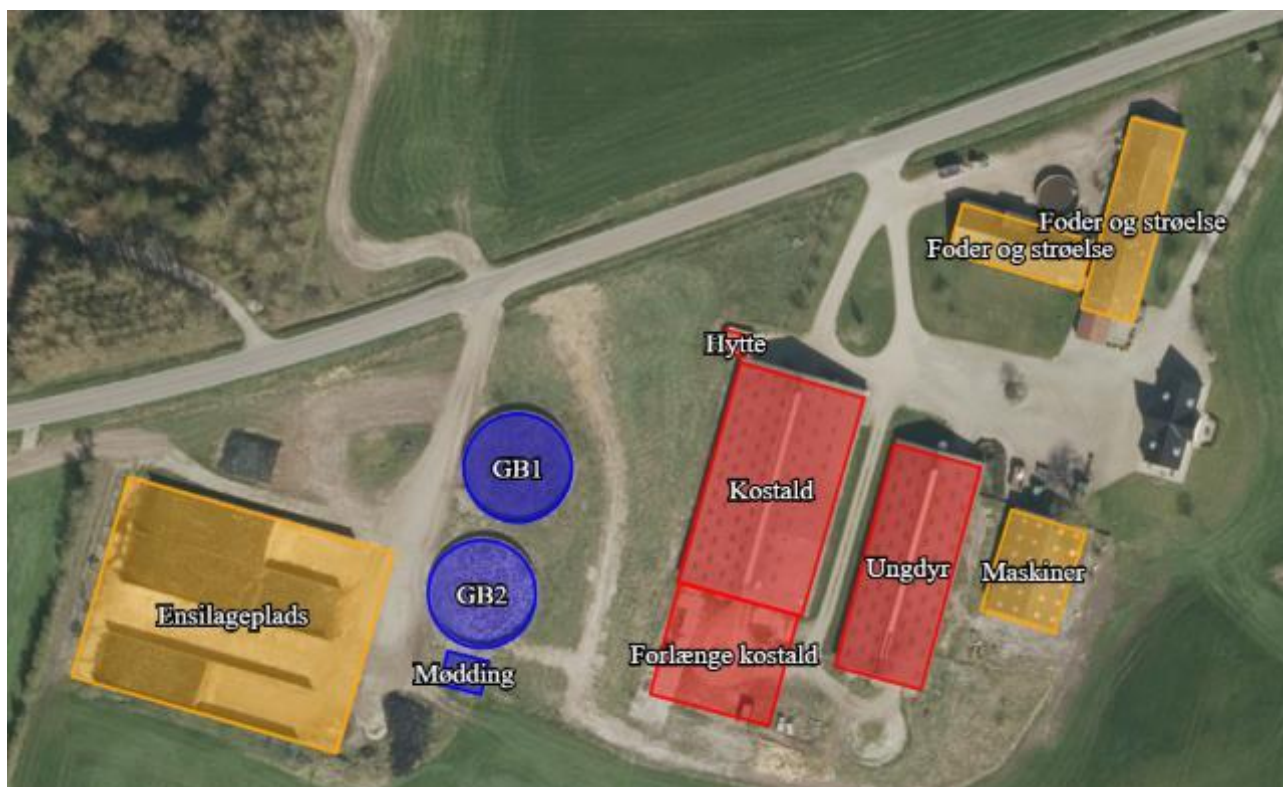 Foder og strøelse
Foder og strøelse
Hytte
GB1
Kostald
Ungdyr
Maskiner
GB2
Ensilageplads
Forlænge kostald
Mødding